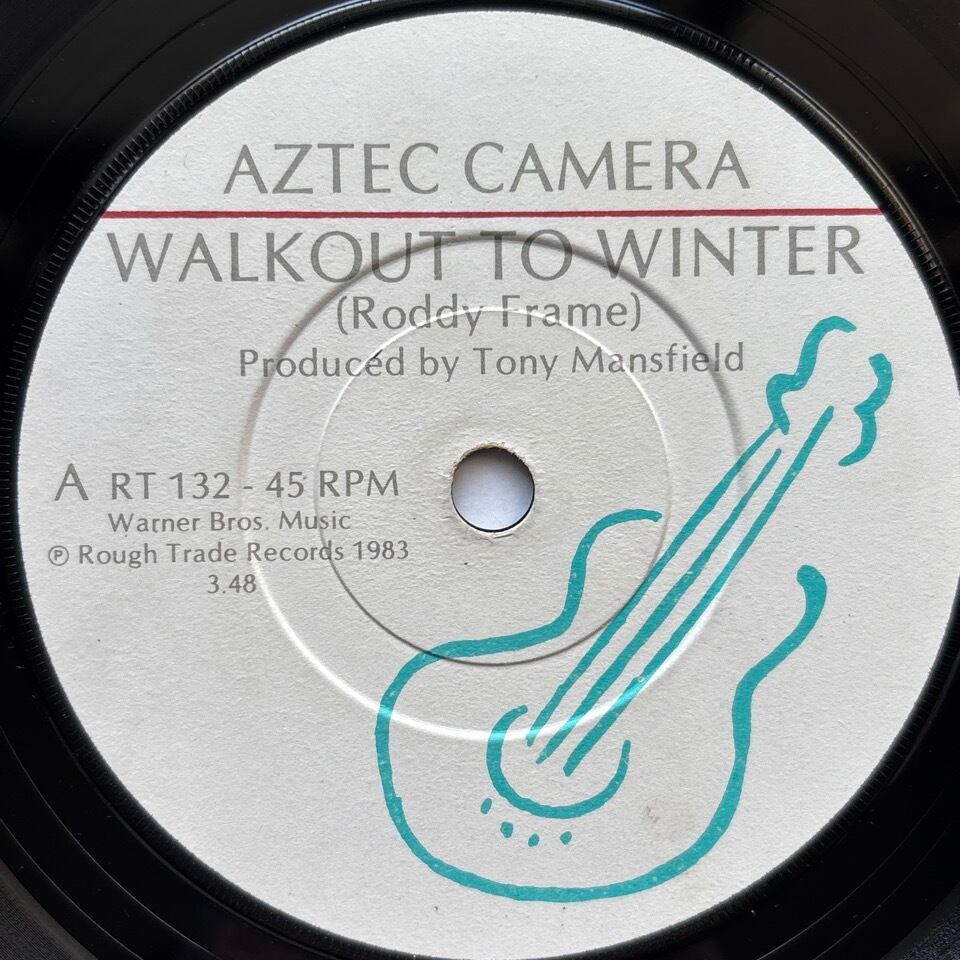 AZTEC CAMERA
WALKOUT TO WINTER
(Roddy Frame)
Produced by Tony Mansfield
A RT 132 - 45 RPM
Warner Bros. Music
℗ Rough Trade Records 1983
3.48